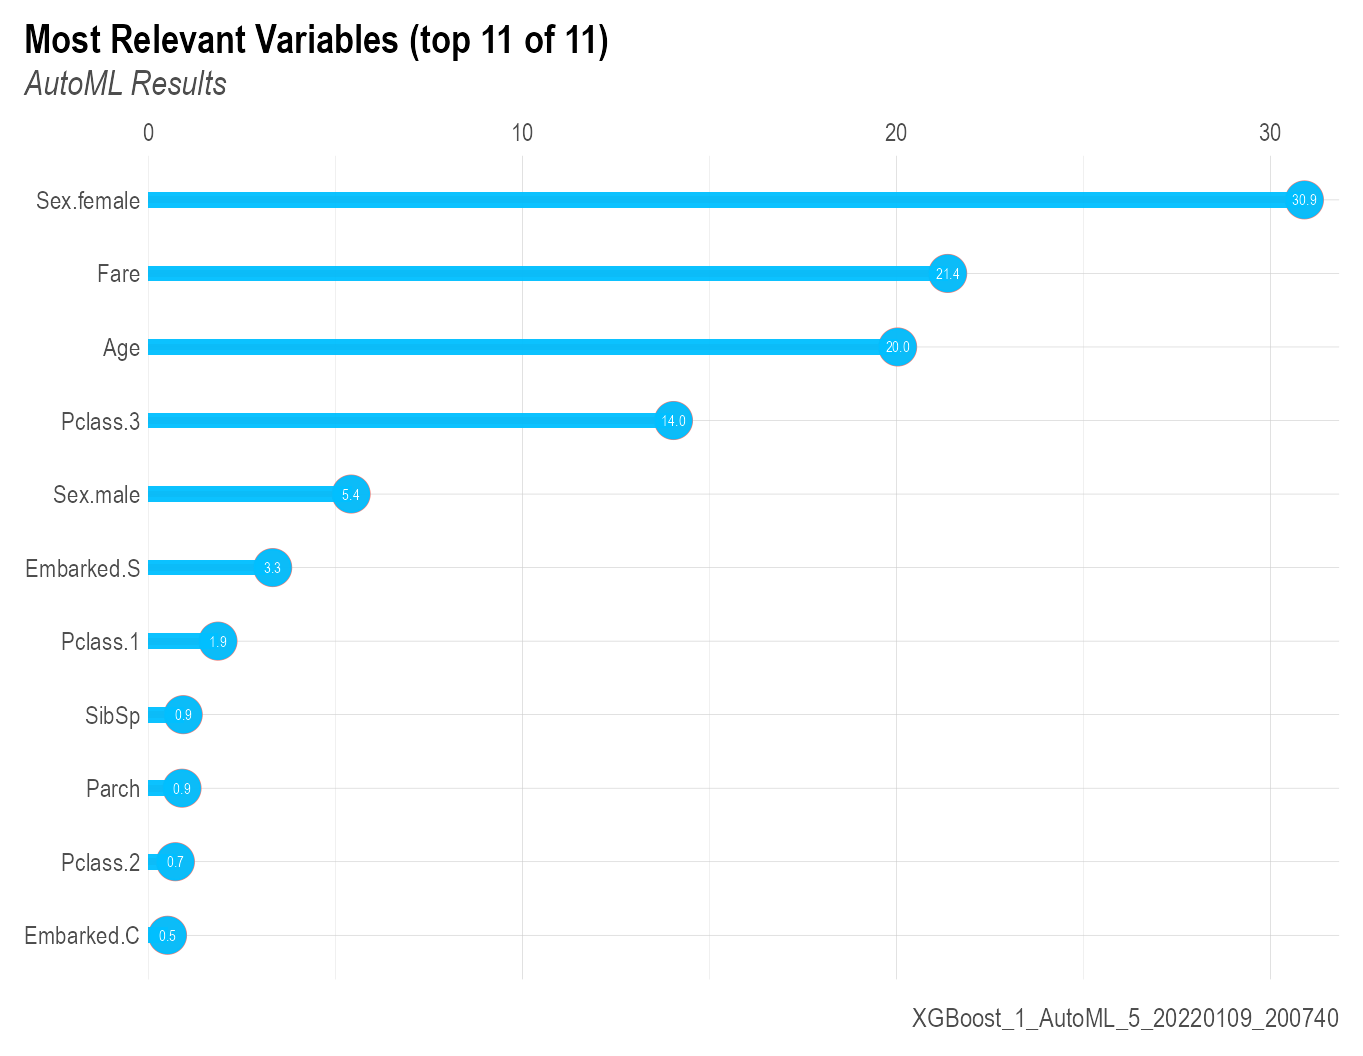 Most Relevant Variables (top 11 of 11)
AutoML Results
0 10 20 30
Sex.female 30.9
Fare 21.4
Age 20.0
Pclass.3 14.0
Sex.male 5.4
Embarked.S 3.3
Pclass.1 1.9
SibSp 0.9
Parch 0.9
Pclass.2 0.7
Embarked.C 0.5
XGBoost_1_AutoML_5_20220109_200740